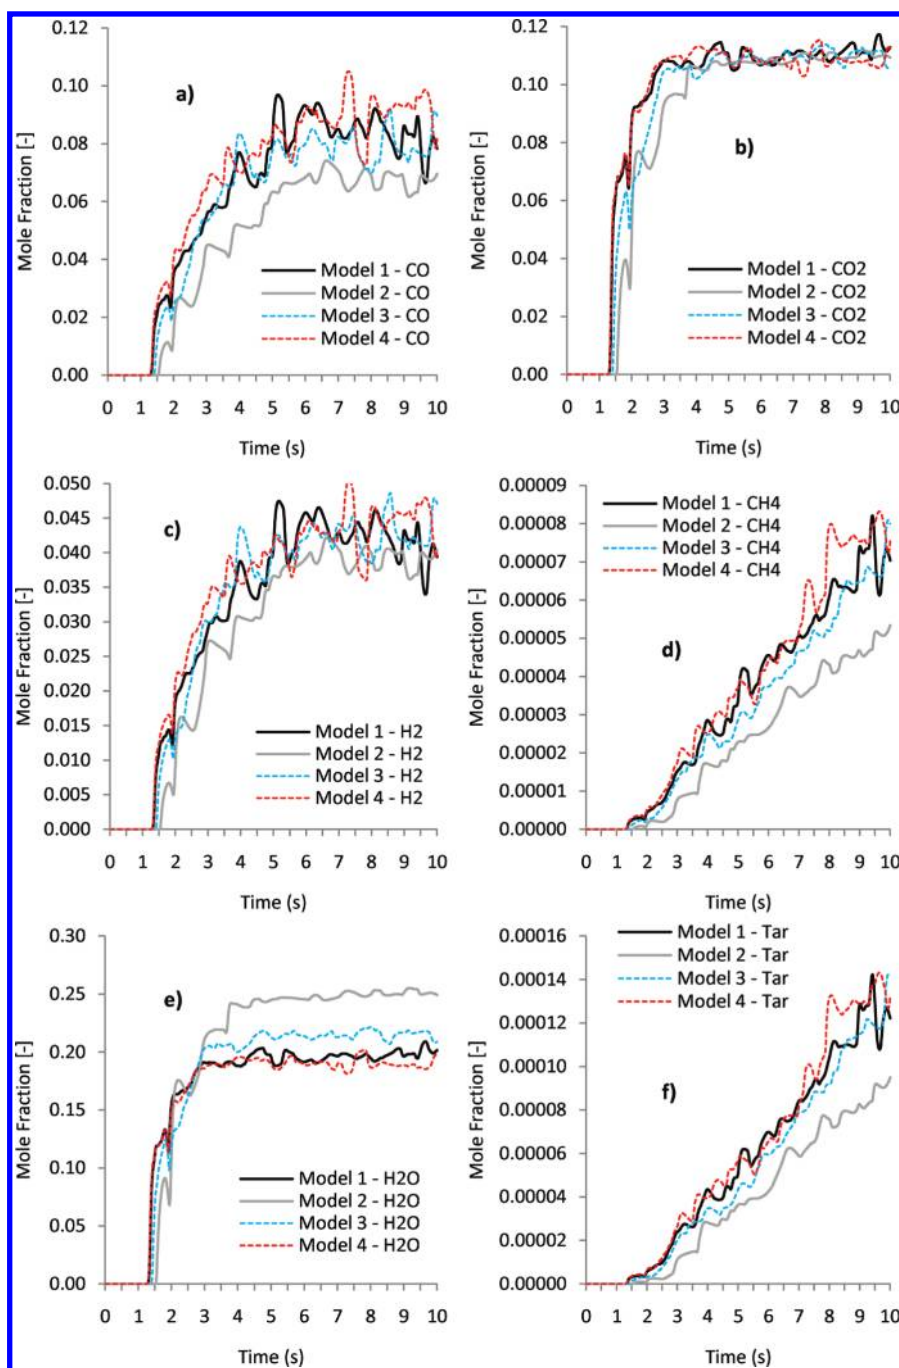 a)
Mole Fraction [-]
0.12
0.10
0.08
0.06
0.04
0.02
0.00
Model 1 - CO
Model 2 - CO
Model 3 - CO
Model 4 - CO
0 1 2 3 4 5 6 7 8 9 10
Time (s)
b)
Mole Fraction [-]
0.12
0.10
0.08
0.06
0.04
0.02
0.00
Model 1 - CO2
Model 2 - CO2
Model 3 - CO2
Model 4 - CO2
0 1 2 3 4 5 6 7 8 9 10
Time (s)
c)
Mole Fraction [-]
0.050
0.045
0.040
0.035
0.030
0.025
0.020
0.015
0.010
0.005
0.000
Model 1 - H2
Model 2 - H2
Model 3 - H2
Model 4 - H2
0 1 2 3 4 5 6 7 8 9 10
Time (s)
Mole Fraction [-]
0.00009
0.00008
0.00007
0.00006
0.00005
0.00004
0.00003
0.00002
0.00001
0.00000
Model 1 - CH4
Model 2 - CH4
Model 3 - CH4
Model 4 - CH4
d)
0 1 2 3 4 5 6 7 8 9 10
Time (s)
e)
Mole Fraction [-]
0.30
0.25
0.20
0.15
0.10
0.05
0.00
Model 1 - H2O
Model 2 - H2O
Model 3 - H2O
Model 4 - H2O
0 1 2 3 4 5 6 7 8 9 10
Time (s)
Mole Fraction [-]
0.00016
0.00014
0.00012
0.00010
0.00008
0.00006
0.00004
0.00002
0.00000
Model 1 - Tar
Model 2 - Tar
Model 3 - Tar
Model 4 - Tar
f)
0 1 2 3 4 5 6 7 8 9 10
Time (s)